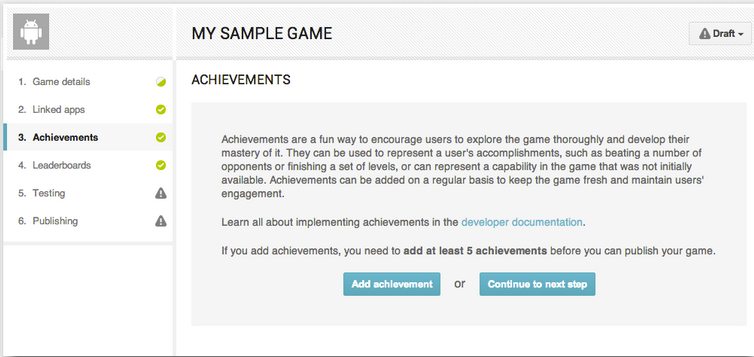 MY SAMPLE GAME
Draft
1. Game details
2. Linked apps
3. Achievements
4. Leaderboards
5. Testing
6. Publishing
ACHIEVEMENTS
Achievements are a fun way to encourage users to explore the game thoroughly and develop their
mastery of it. They can be used to represent a user's accomplishments, such as beating a number of
opponents or finishing a set of levels, or can represent a capability in the game that was not initially
available. Achievements can be added on a regular basis to keep the game fresh and maintain users'
engagement.
Learn all about implementing achievements in the developer documentation.
If you add achievements, you need to add at least 5 achievements before you can publish your game.
Add achievement or Continue to next step